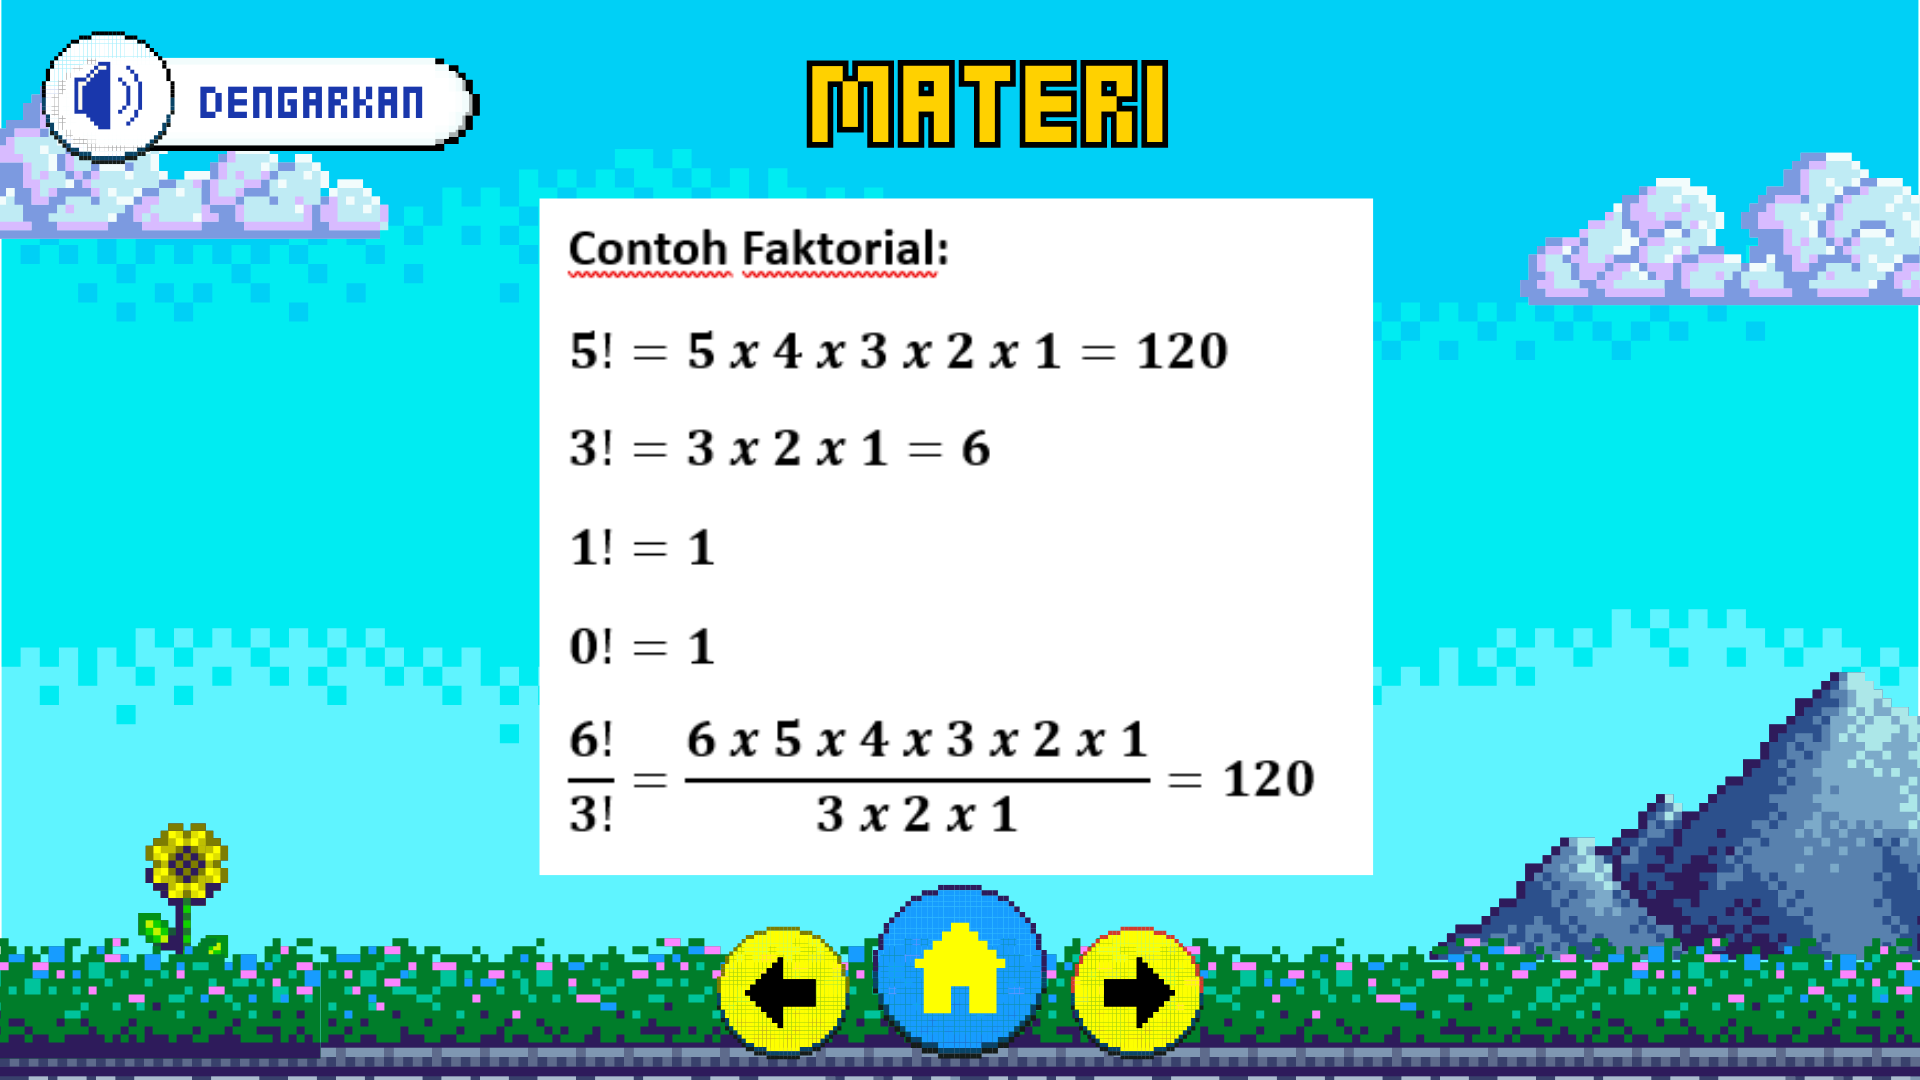 DENGARKAN
MATERI
Contoh Faktorial:
5! = 5 x 4 x 3 x 2 x 1 = 120
3! = 3 x 2 x 1 = 6
1! = 1
0! = 1
6!/3! = (6 x 5 x 4 x 3 x 2 x 1)/(3 x 2 x 1) = 120